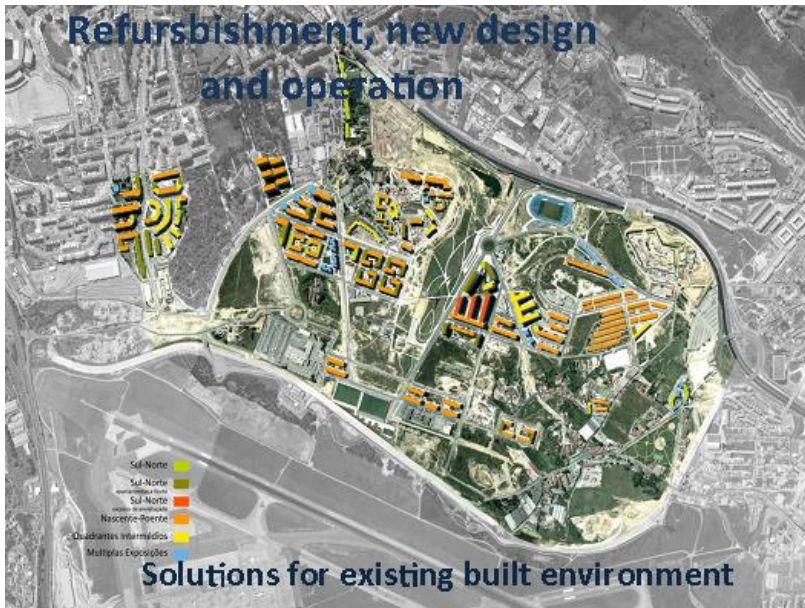 Refursbishment, new design
and operation
Sul-Norte
Sul-Norte
Sul-Norte
Nascente-Poente
Quadrantes Intermédios
Multiplas Exposições
Solutions for existing built environment